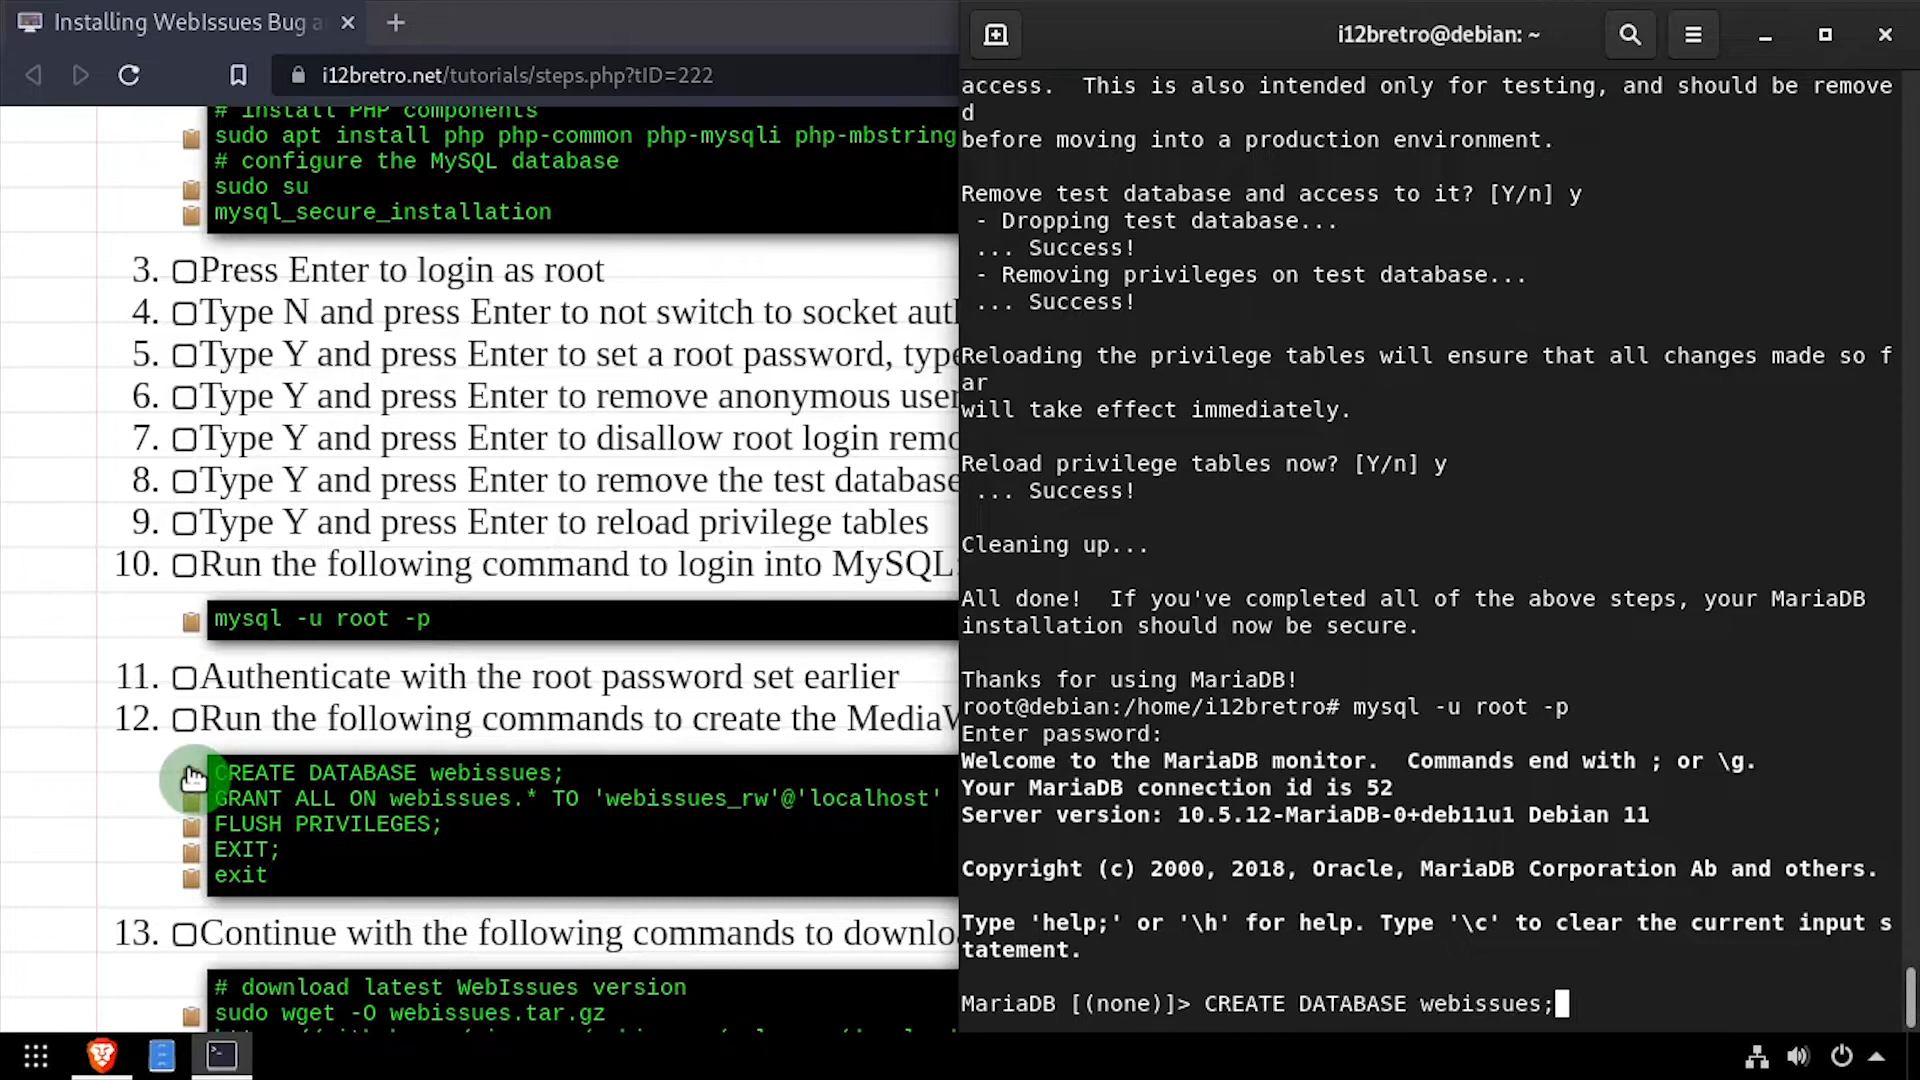 Installing WebIssues Bug a
i12bretro.net/tutorials/steps.php?tID=222
# install PHP components
sudo apt install php php-common php-mysqli php-mbstring
# configure the MySQL database
sudo su
mysql_secure_installation
3. Press Enter to login as root
4. Type N and press Enter to not switch to socket aut
5. Type Y and press Enter to set a root password, type
6. Type Y and press Enter to remove anonymous user
7. Type Y and press Enter to disallow root login remo
8. Type Y and press Enter to remove the test database
9. Type Y and press Enter to reload privilege tables
10. Run the following command to login into MySQL:
mysql -u root -p
11. Authenticate with the root password set earlier
12. Run the following commands to create the MediaW
CREATE DATABASE webissues;
GRANT ALL ON webissues.* TO 'webissues_rw'@'localhost'
FLUSH PRIVILEGES;
EXIT;
exit
13. Continue with the following commands to downlo
# download latest WebIssues version
sudo wget -O webissues.tar.gz
i12bretro@debian: ~
access.  This is also intended only for testing, and should be remove
d
before moving into a production environment.
Remove test database and access to it? [Y/n] y
- Dropping test database...
... Success!
- Removing privileges on test database...
... Success!
Reloading the privilege tables will ensure that all changes made so f
ar
will take effect immediately.
Reload privilege tables now? [Y/n] y
... Success!
Cleaning up...
All done!  If you've completed all of the above steps, your MariaDB
installation should now be secure.
Thanks for using MariaDB!
root@debian:/home/i12bretro# mysql -u root -p
Enter password:
Welcome to the MariaDB monitor.  Commands end with ; or \g.
Your MariaDB connection id is 52
Server version: 10.5.12-MariaDB-0+deb11u1 Debian 11
Copyright (c) 2000, 2018, Oracle, MariaDB Corporation Ab and others.
Type 'help;' or '\h' for help. Type '\c' to clear the current input s
tatement.
MariaDB [(none)]> CREATE DATABASE webissues;